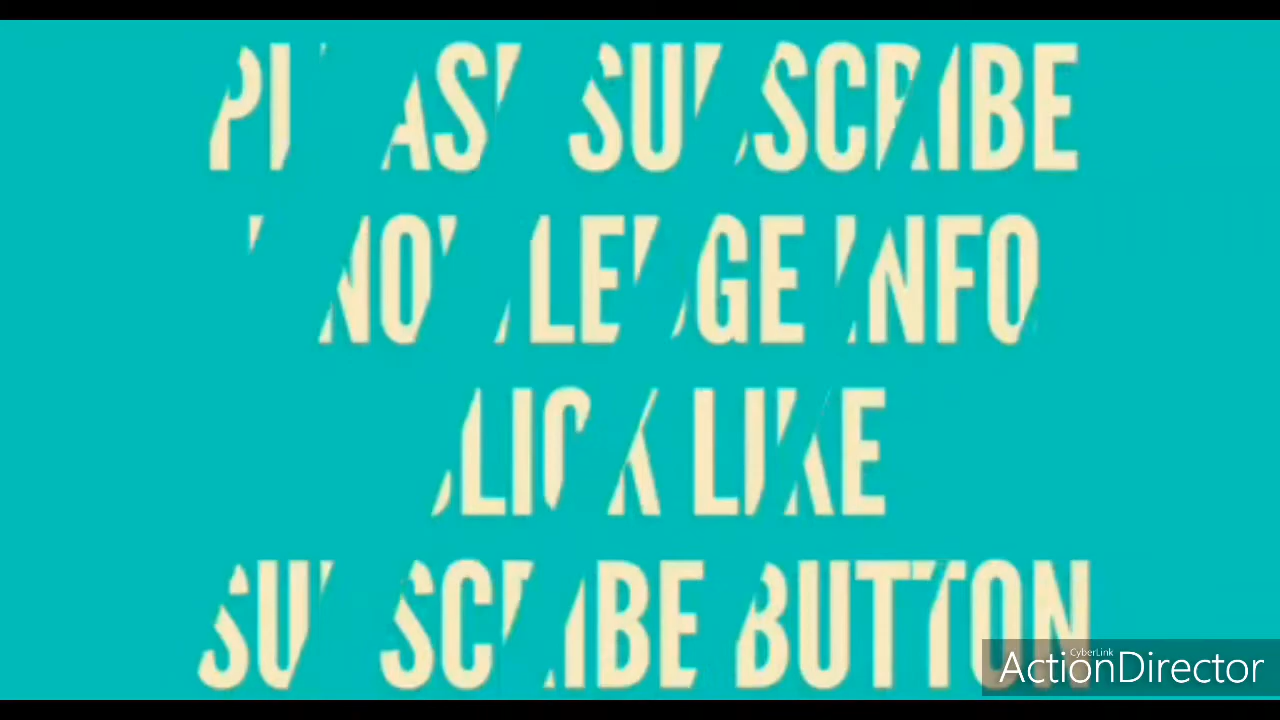 PLEASE SUBSCRIBE
KNOWLEDGE INFO
CLICK LIKE
SUBSCRIBE BUTTON
CyberLink
ActionDirector